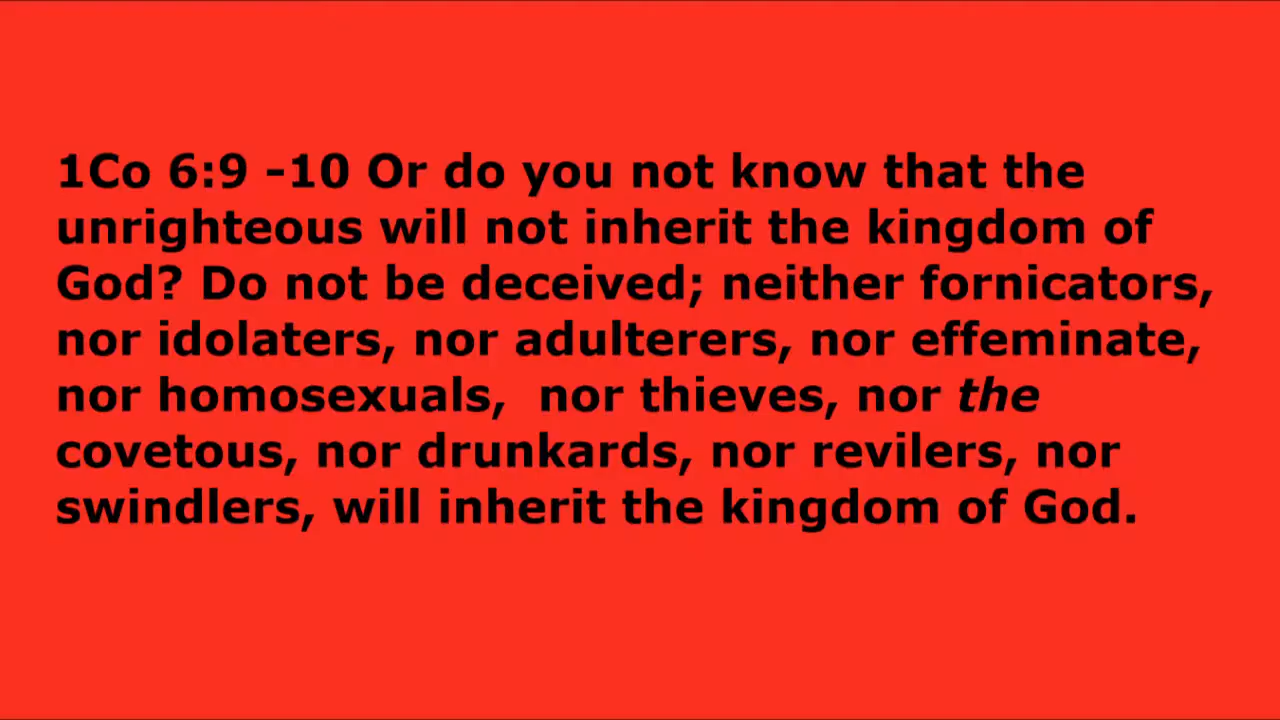 1Co 6:9 -10 Or do you not know that the
unrighteous will not inherit the kingdom of
God? Do not be deceived; neither fornicators,
nor idolaters, nor adulterers, nor effeminate,
nor homosexuals,  nor thieves, nor the
covetous, nor drunkards, nor revilers, nor
swindlers, will inherit the kingdom of God.